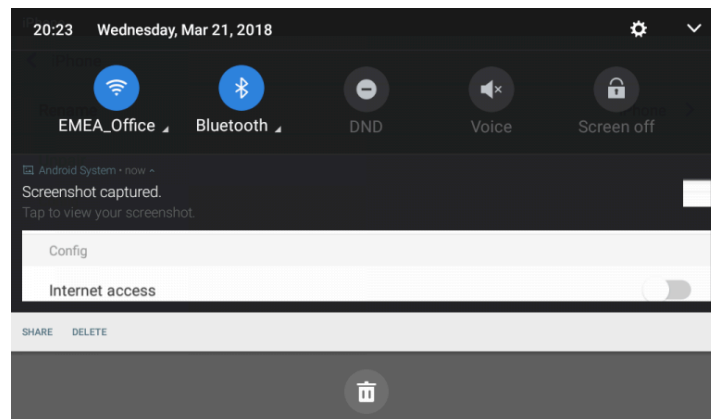 20:23 Wednesday, Mar 21, 2018
iPhone
EMEA_Office Bluetooth DND Voice Screen off
Android System • now
Screenshot captured.
Tap to view your screenshot.
Config
Internet access
SHARE DELETE